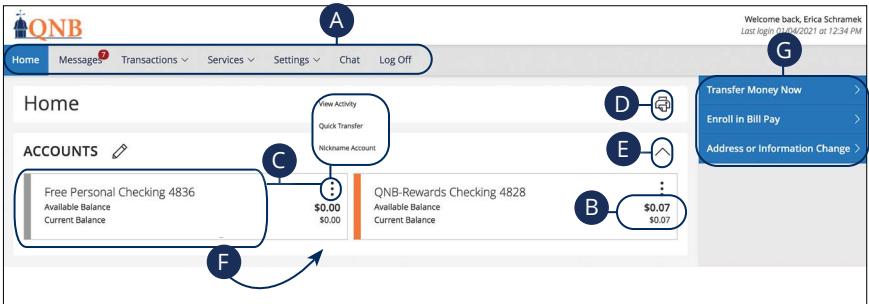 QNB
Welcome back, Erica Schramek
Last login 01/04/2021 at 12:34 PM
A
G
Home Messages 7 Transactions Services Settings Chat Log Off
Transfer Money Now
Enroll in Bill Pay
Address or Information Change
Home
View Activity
Quick Transfer
Nickname Account
D
ACCOUNTS
C
E
Free Personal Checking 4836
Available Balance $0.00
Current Balance $0.00
QNB-Rewards Checking 4828
Available Balance $0.07
Current Balance $0.07
B
F